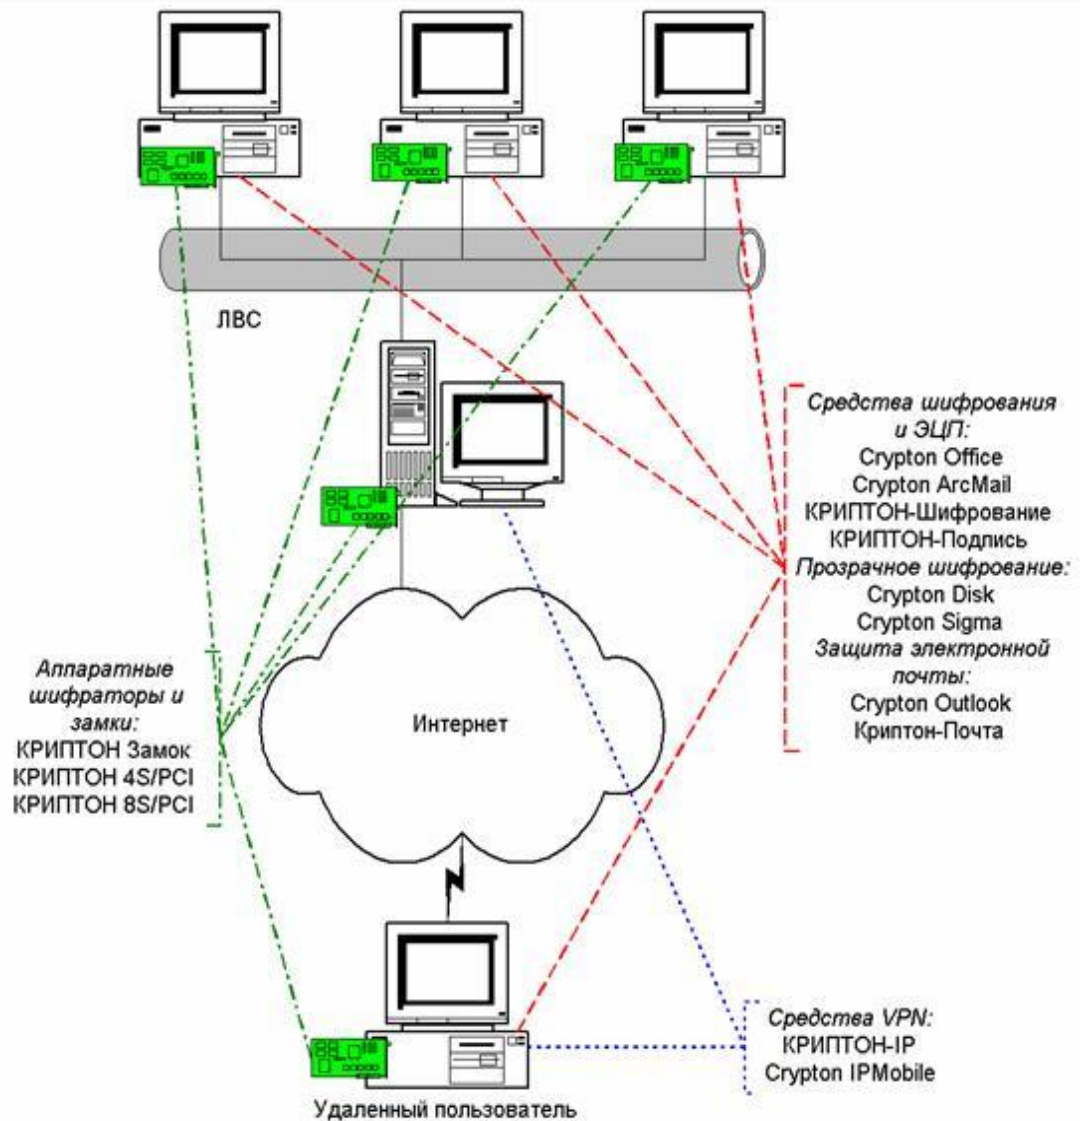 ЛВС
Средства шифрования
и ЭЦП:
Crypton Office
Crypton ArcMail
КРИПТОН-Шифрование
КРИПТОН-Подпись
Прозрачное шифрование:
Crypton Disk
Crypton Sigma
Защита электронной
почты:
Crypton Outlook
Криптон-Почта
Аппаратные
шифраторы и
замки:
КРИПТОН Замок
КРИПТОН 4S/PCI
КРИПТОН 8S/PCI
Интернет
Средства VPN:
КРИПТОН-IP
Crypton IPMobile
Удаленный пользователь